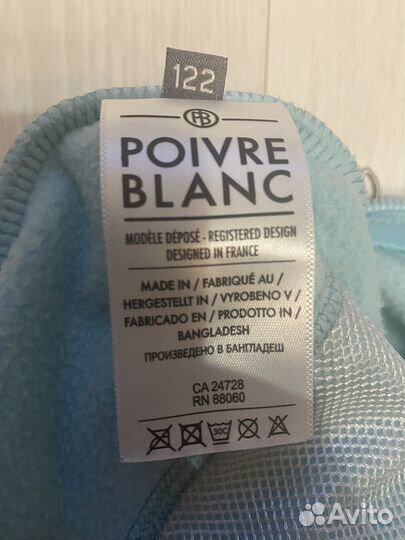 122
PB
POIVRE
BLANC
MODÈLE DÉPOSÉ - REGISTERED DESIGN
DESIGNED IN FRANCE
MADE IN / FABRIQUÉ AU /
HERGESTELLT IN / VYROBENO V /
FABRICADO EN / PRODOTTO IN /
BANGLADESH
ПРОИЗВЕДЕНО В БАНГЛАДЕШ
CA 24728
RN 88060
30C
Avito